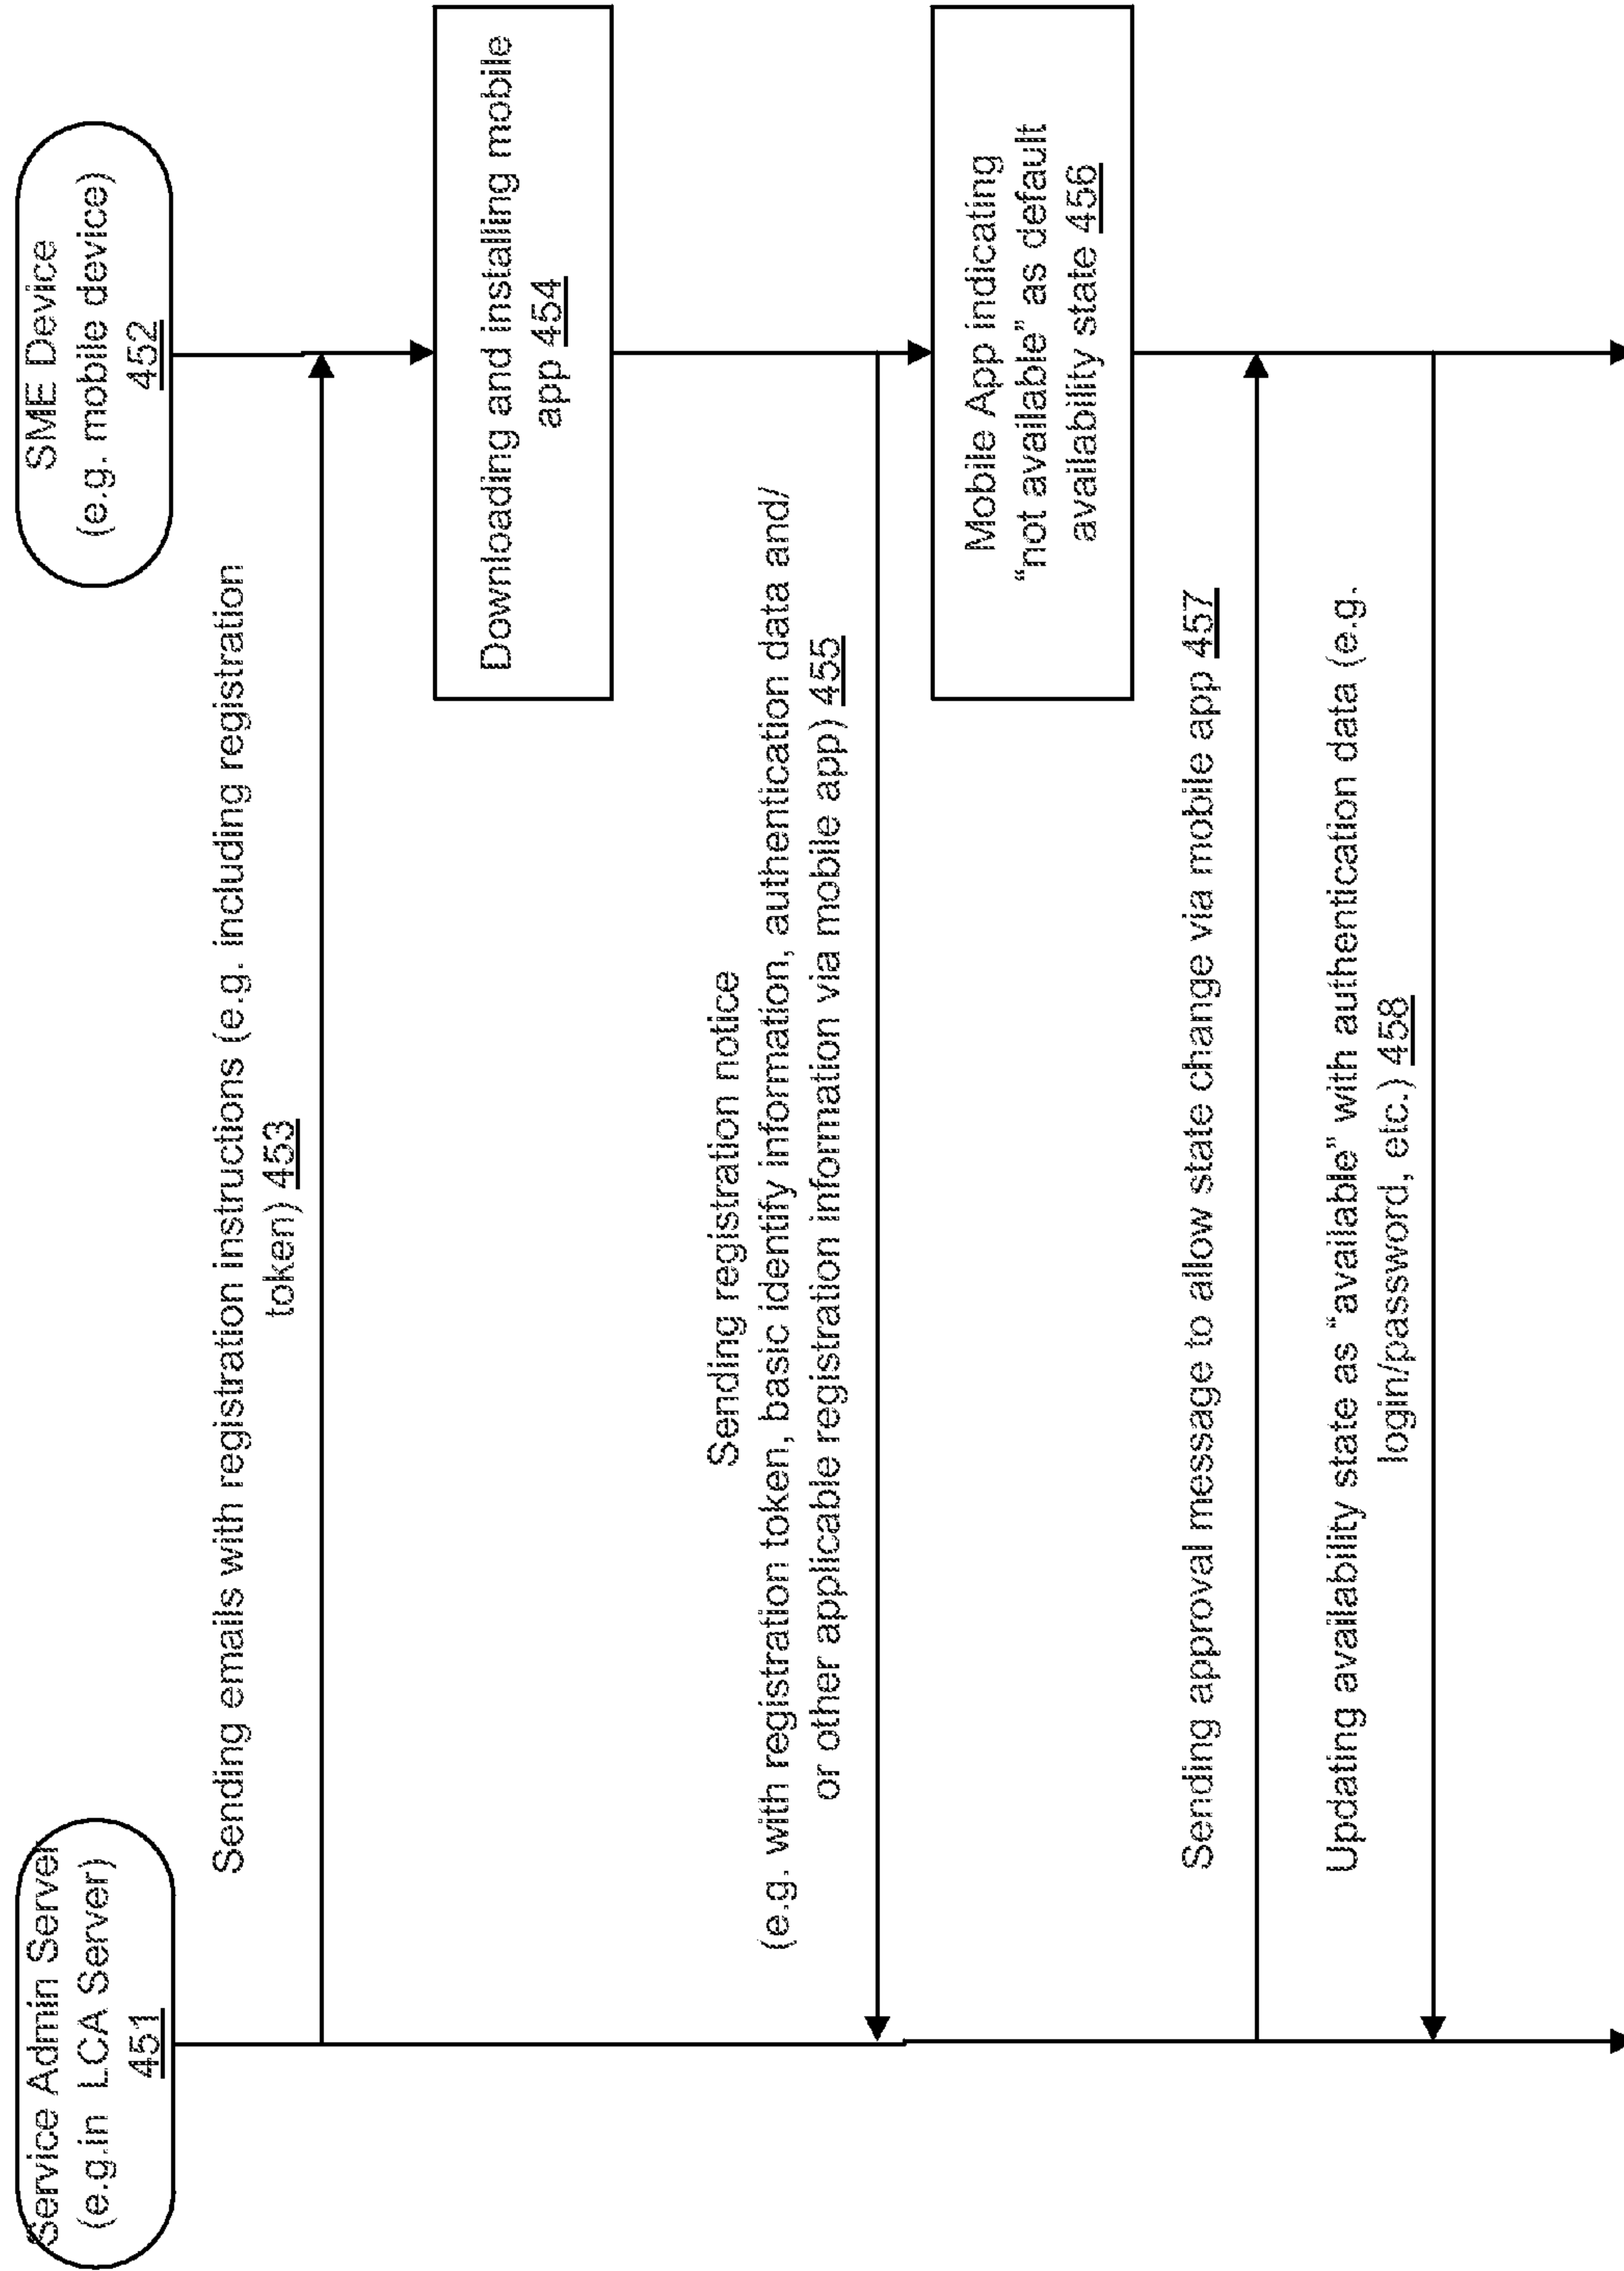 Service Admin Server
(e.g.in LCA Server)
451
SME Device
(e.g. mobile device)
452
Sending emails with registration instructions (e.g. including registration
token) 453
Downloading and installing mobile
app 454
Sending registration notice
(e.g. with registration token, basic identify information, authentication data and/
or other applicable registration information via mobile app) 455
Mobile App indicating
“not available” as default
availability state 456
Sending approval message to allow state change via mobile app 457
Updating availability state as “available” with authentication data (e.g.
login/password, etc.) 458